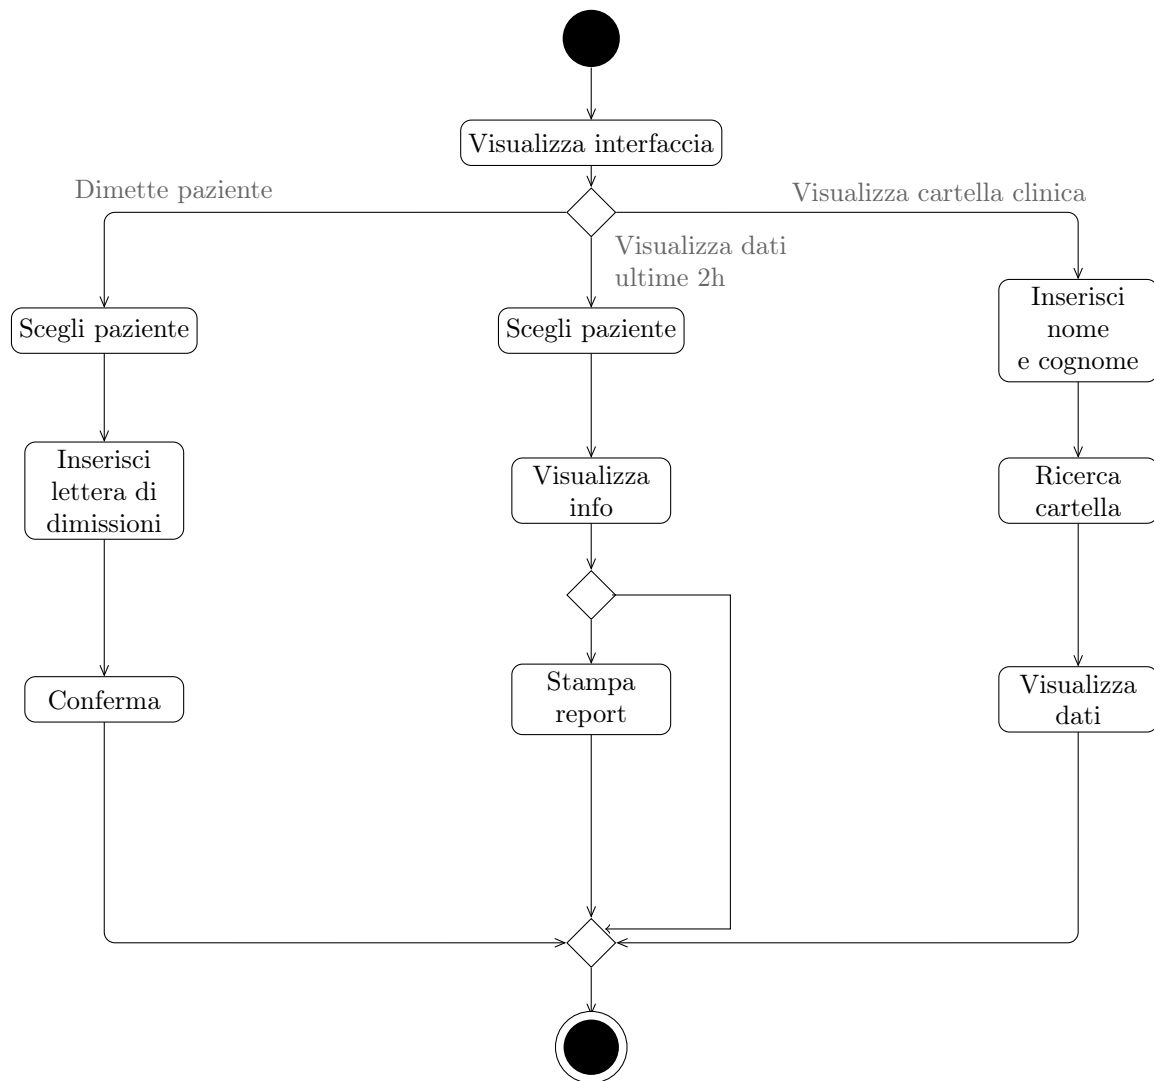 Visualizza interfaccia
Dimette paziente
Visualizza cartella clinica
Visualizza dati
ultime 2h
Scegli paziente
Scegli paziente
Inserisci
nome
e cognome
Inserisci
lettera di
dimissioni
Visualizza
info
Ricerca
cartella
Conferma
Stampa
report
Visualizza
dati